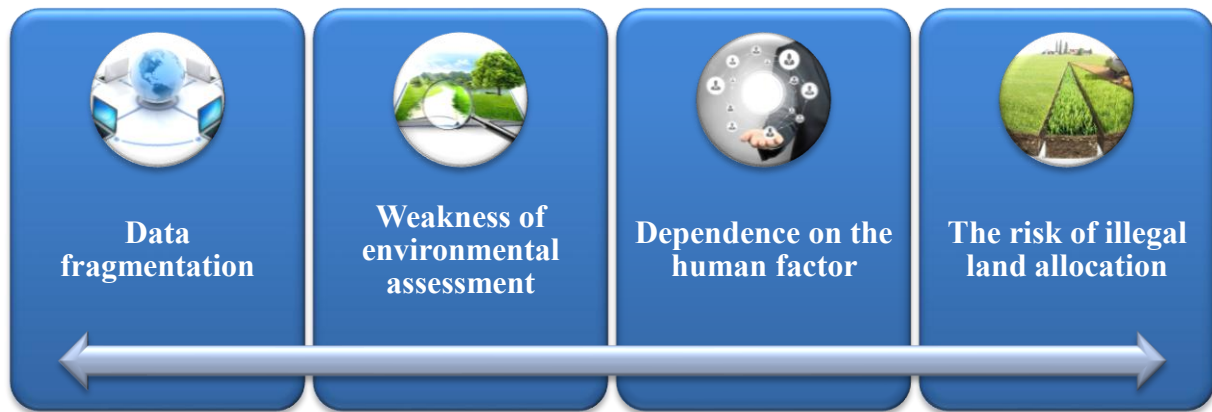 Data
fragmentation
Weakness of
environmental
assessment
Dependence on the
human factor
The risk of illegal
land allocation